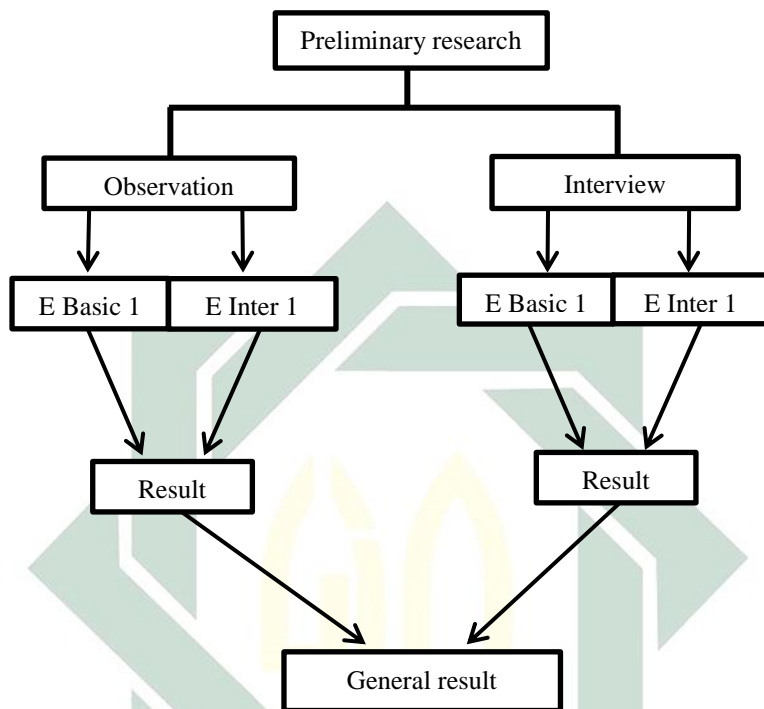 Preliminary research
Observation
Interview
E Basic 1
E Inter 1
E Basic 1
E Inter 1
Result
Result
General result